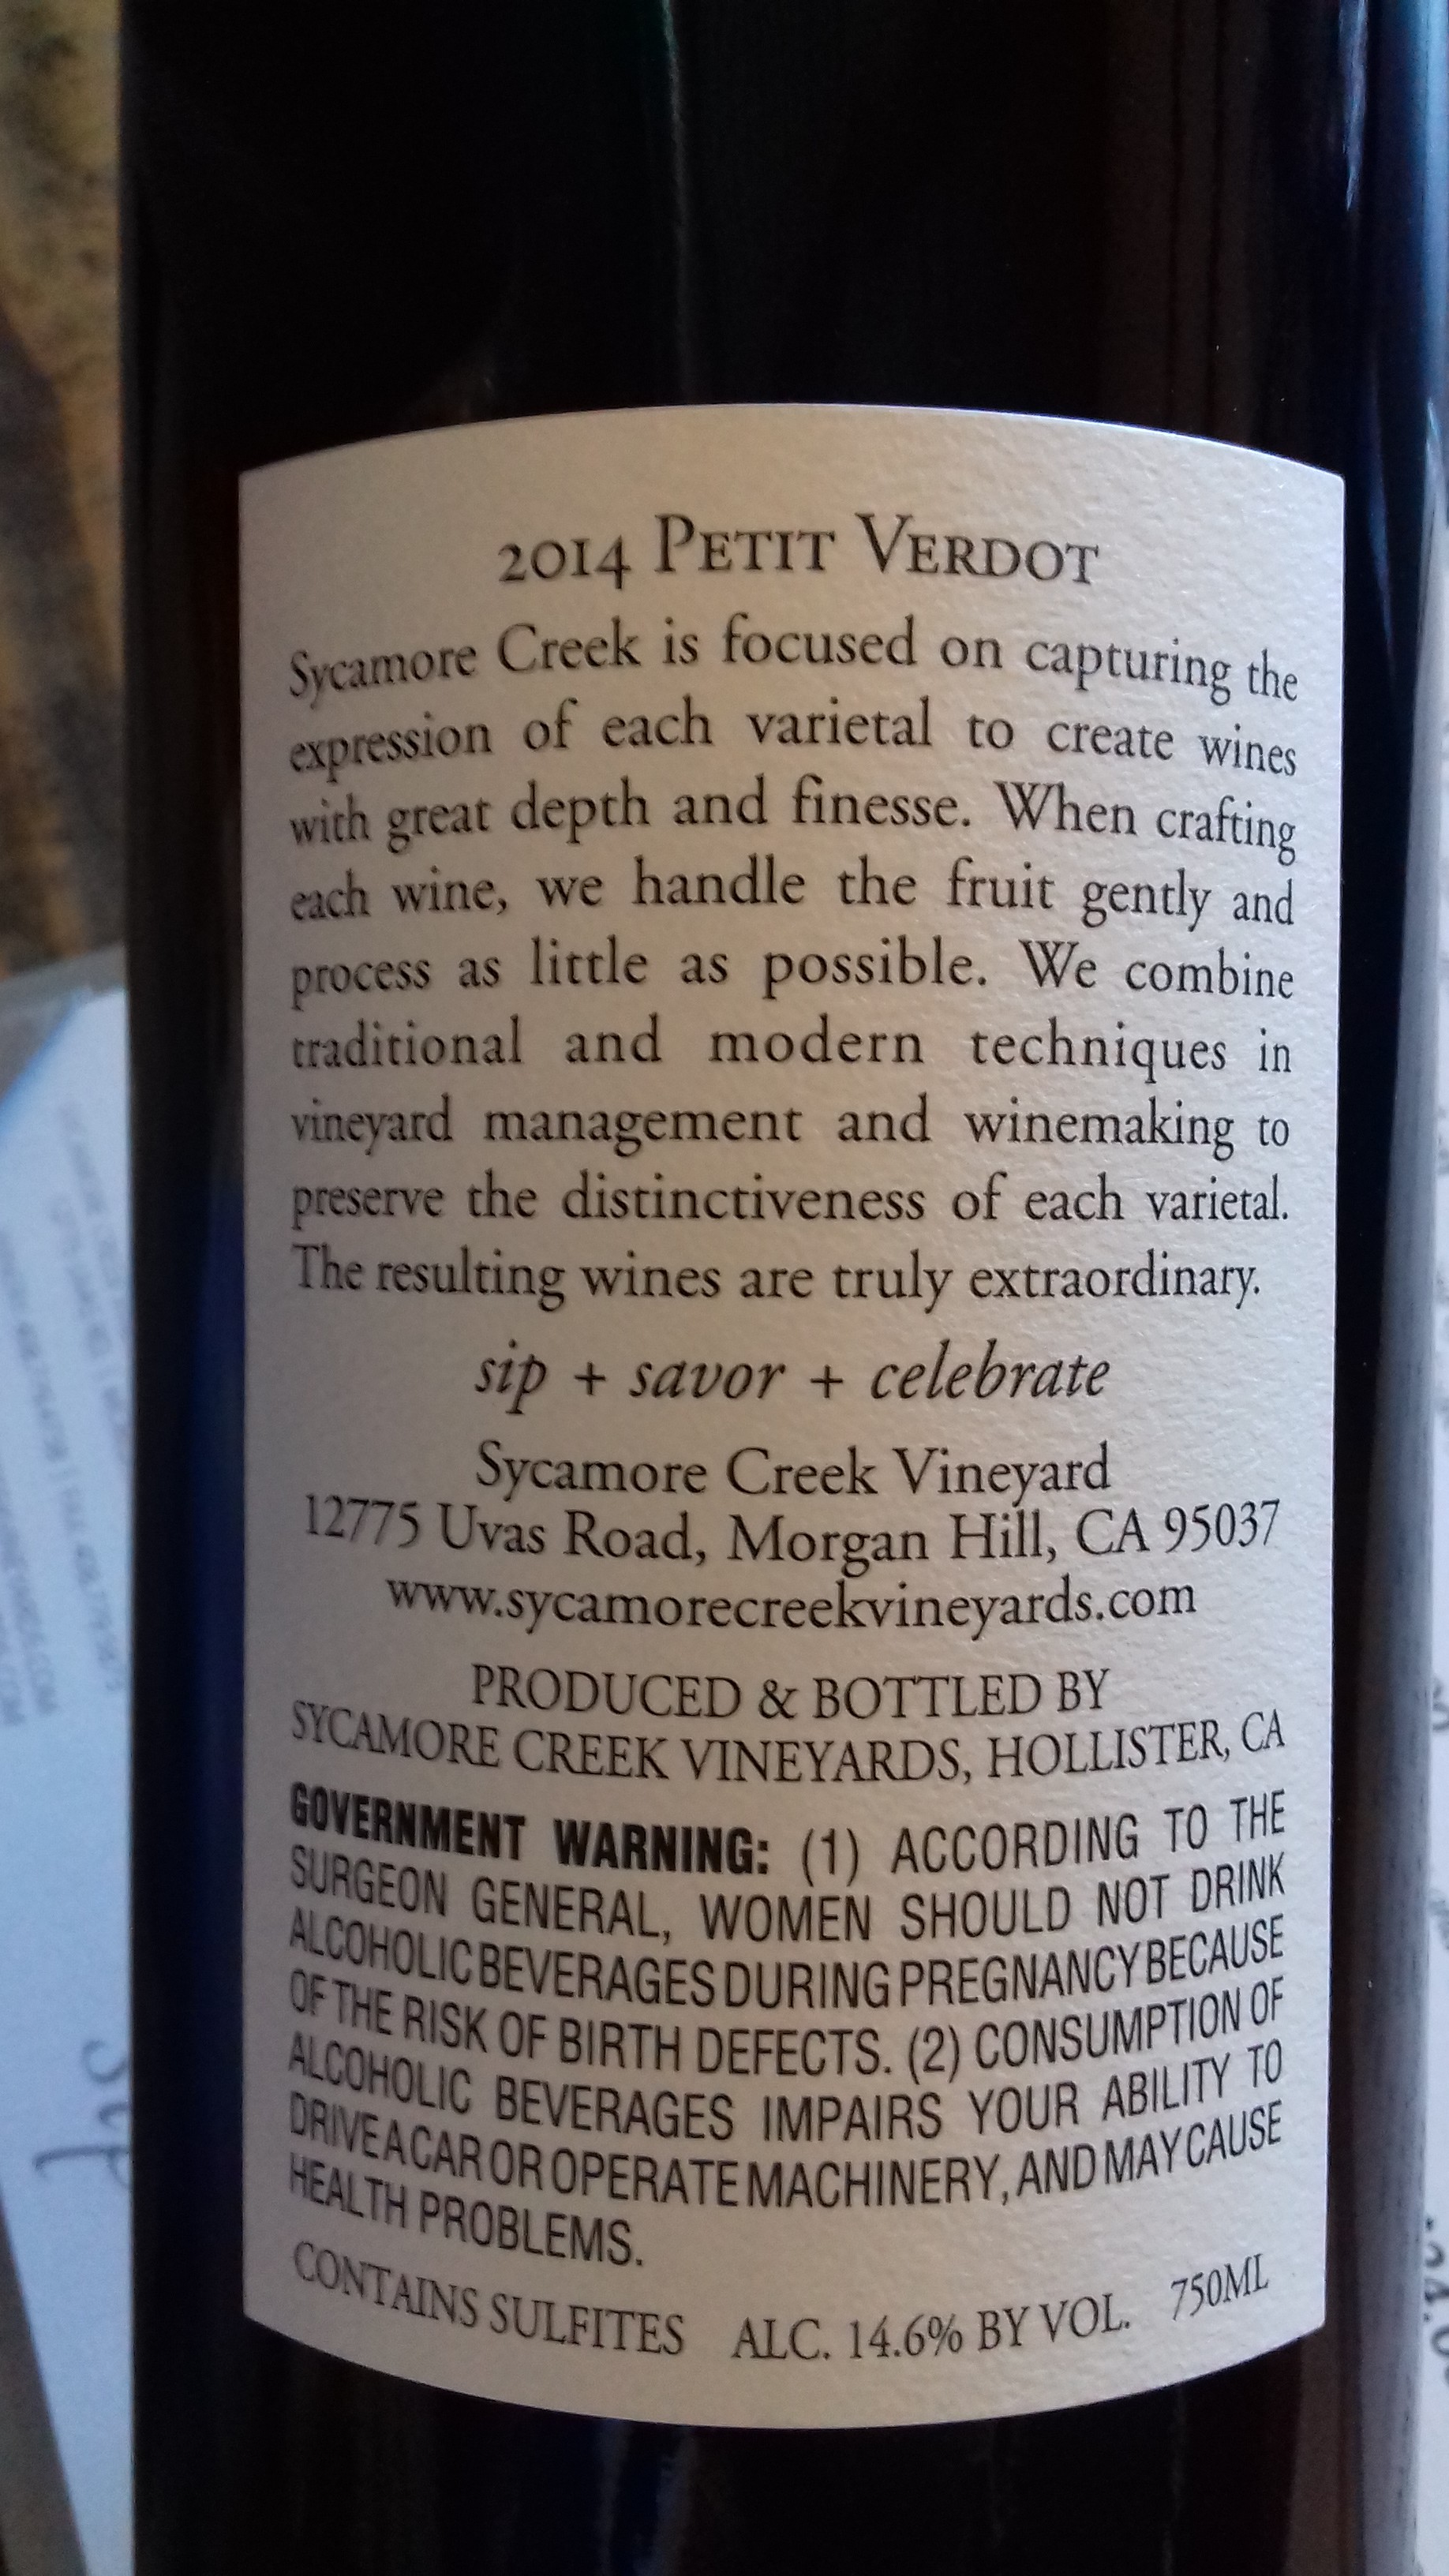 2014 Petit Verdot
Sycamore Creek is focused on capturing the
expression of each varietal to create wines
with great depth and finesse. When crafting
each wine, we handle the fruit gently and
process as little as possible. We combine
traditional and modern techniques in
vineyard management and winemaking to
preserve the distinctiveness of each varietal.
The resulting wines are truly extraordinary.
sip + savor + celebrate
Sycamore Creek Vineyard
12775 Uvas Road, Morgan Hill, CA 95037
www.sycamorecreekvineyards.com
PRODUCED & BOTTLED BY
SYCAMORE CREEK VINEYARDS, HOLLISTER, CA
GOVERNMENT WARNING: (1) ACCORDING TO THE
SURGEON GENERAL, WOMEN SHOULD NOT DRINK
ALCOHOLIC BEVERAGES DURING PREGNANCY BECAUSE
OF THE RISK OF BIRTH DEFECTS. (2) CONSUMPTION OF
ALCOHOLIC BEVERAGES IMPAIRS YOUR ABILITY TO
DRIVE A CAR OR OPERATE MACHINERY, AND MAY CAUSE
HEALTH PROBLEMS.
CONTAINS SULFITES ALC. 14.6% BY VOL. 750ML